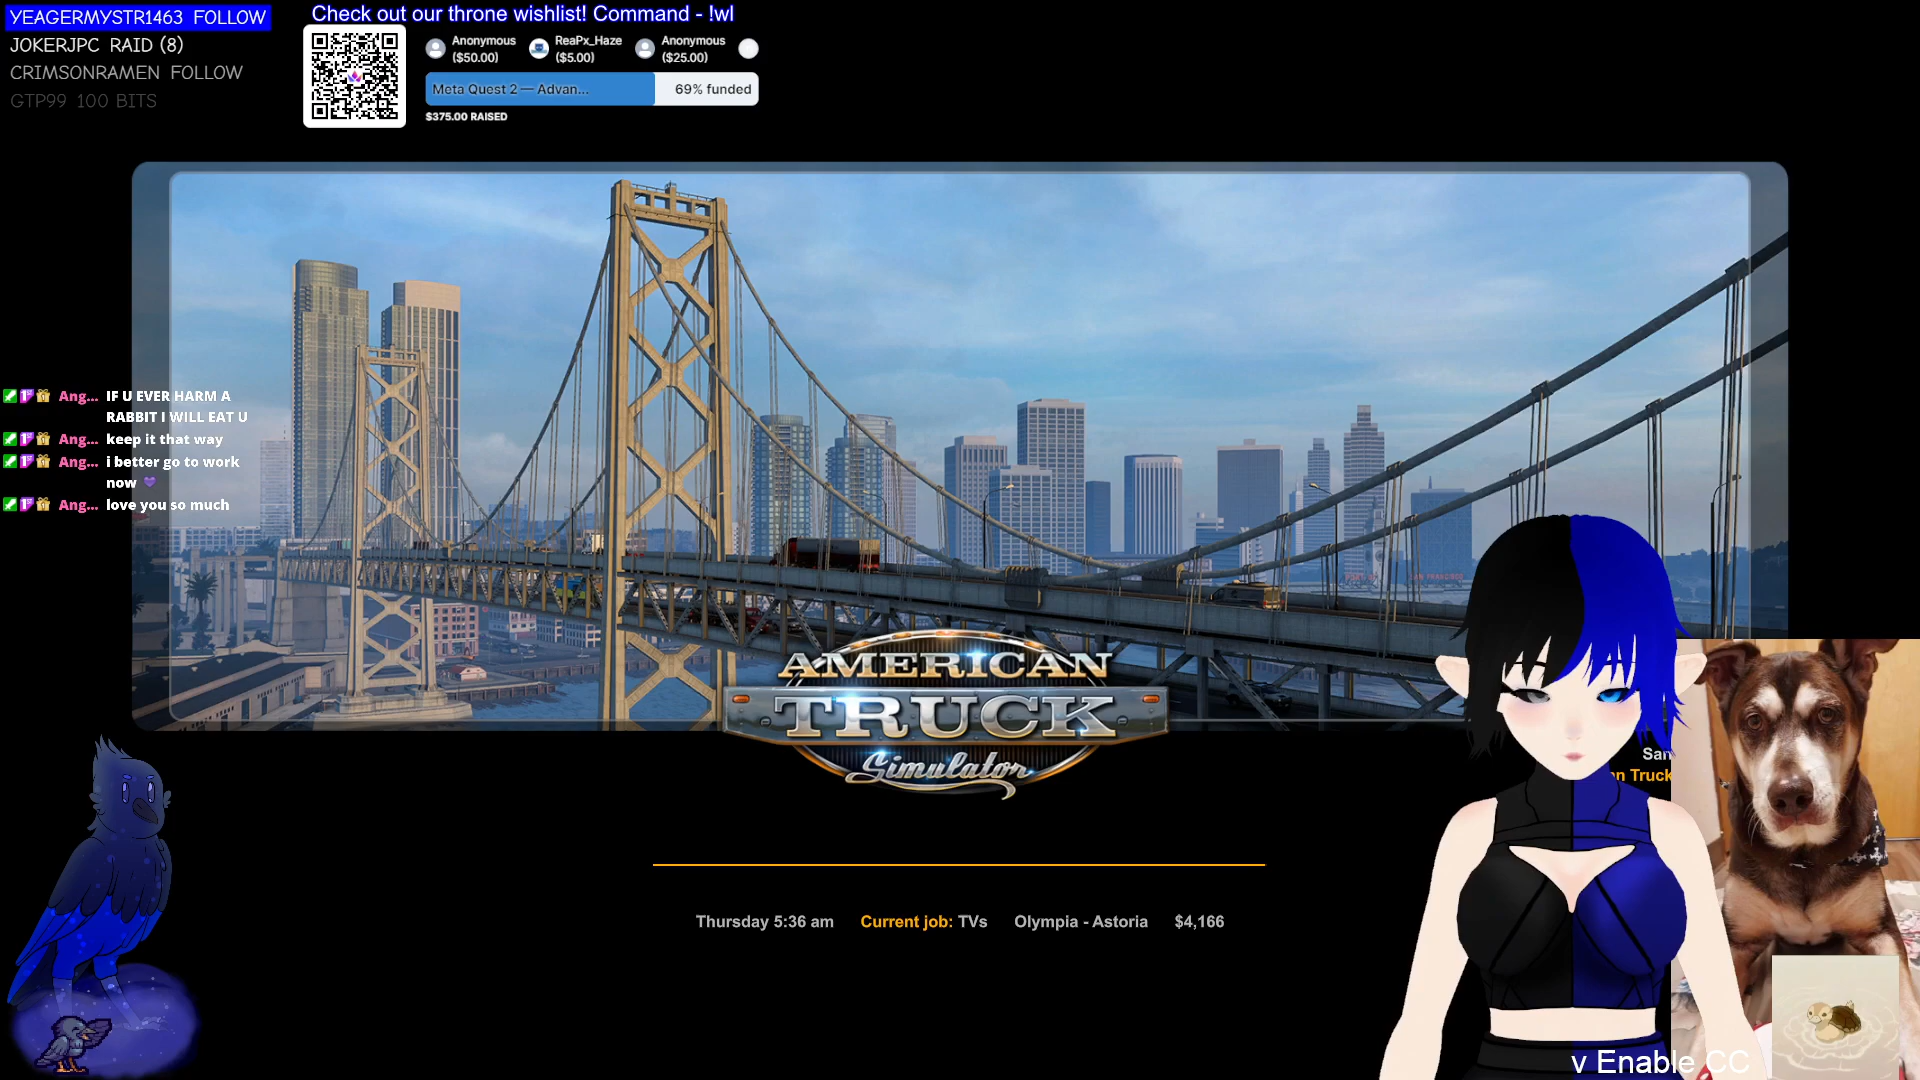 YEAGERMYSTR1463 FOLLOW
JOKERJPC RAID (8)
CRIMSONRAMEN FOLLOW
GTP99 100 BITS
Check out our throne wishlist! Command - !wl
Anonymous ($50.00)
ReaPx_Haze ($5.00)
Anonymous ($25.00)
Meta Quest 2 — Advan...
69% funded
$375.00 RAISED
Ang... IF U EVER HARM A
RABBIT I WILL EAT U
Ang... keep it that way
Ang... i better go to work
now
Ang... love you so much
AMERICAN
TRUCK
Simulator
San
n Truck
Thursday 5:36 am Current job: TVs Olympia - Astoria $4,166
v Enable CC